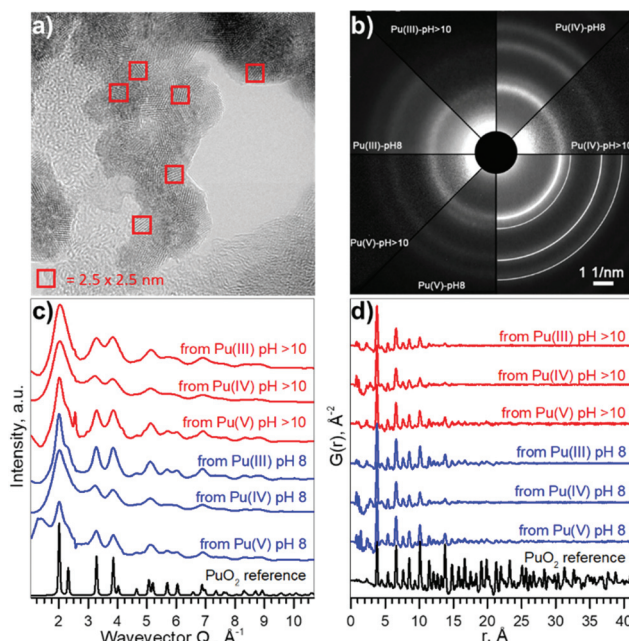 a)
= 2.5 x 2.5 nm
b)
Pu(III)-pH>10
Pu(IV)-pH8
Pu(III)-pH8
Pu(IV)-pH>10
Pu(V)-pH>10
Pu(V)-pH8
1 1/nm
c)
from Pu(III) pH >10
from Pu(IV) pH >10
from Pu(V) pH >10
from Pu(III) pH 8
from Pu(IV) pH 8
from Pu(V) pH 8
PuO₂ reference
Intensity, a.u.
2 3 4 5 6 7 8 9 10
Wavevector Q, Å⁻¹
d)
from Pu(III) pH >10
from Pu(IV) pH >10
from Pu(V) pH >10
from Pu(III) pH 8
from Pu(IV) pH 8
from Pu(V) pH 8
PuO₂ reference
G(r), Å⁻²
0 5 10 15 20 25 30 35 40
r, Å